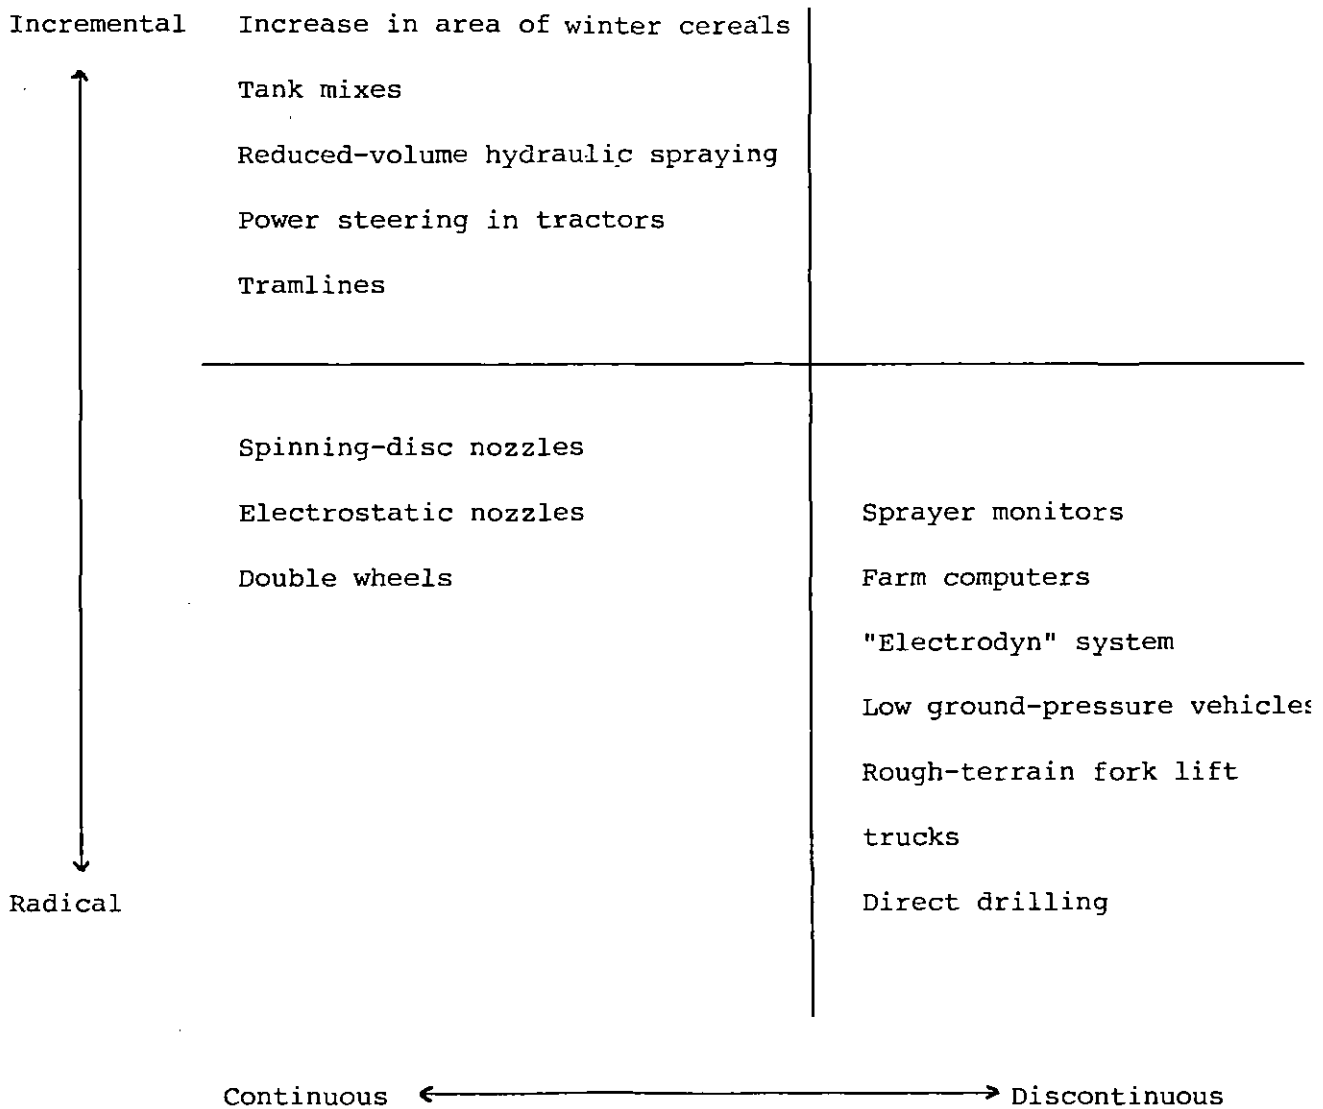 Incremental
Increase in area of winter cereals
Tank mixes
Reduced-volume hydraulic spraying
Power steering in tractors
Tramlines
Spinning-disc nozzles
Electrostatic nozzles
Double wheels
Sprayer monitors
Farm computers
"Electrodyn" system
Low ground-pressure vehicles
Rough-terrain fork lift
trucks
Direct drilling
Radical
Continuous
Discontinuous